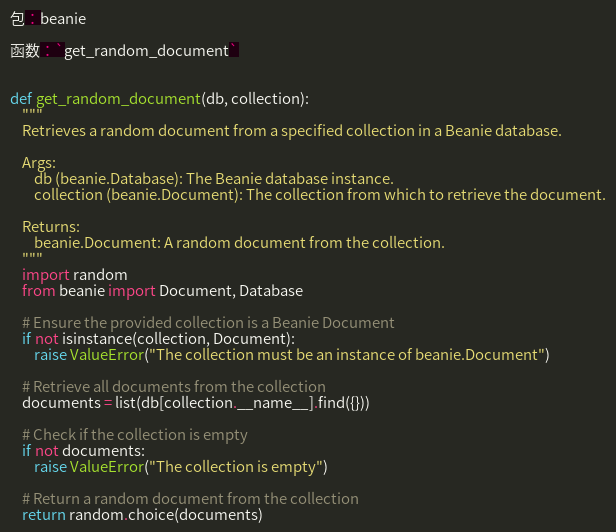 包：beanie
函数：`get_random_document`
def get_random_document(db, collection):
    """
    Retrieves a random document from a specified collection in a Beanie database.
    Args:
        db (beanie.Database): The Beanie database instance.
        collection (beanie.Document): The collection from which to retrieve the document.
    Returns:
        beanie.Document: A random document from the collection.
    """
    import random
    from beanie import Document, Database
    # Ensure the provided collection is a Beanie Document
    if not isinstance(collection, Document):
        raise ValueError("The collection must be an instance of beanie.Document")
    # Retrieve all documents from the collection
    documents = list(db[collection.__name__].find({}))
    # Check if the collection is empty
    if not documents:
        raise ValueError("The collection is empty")
    # Return a random document from the collection
    return random.choice(documents)